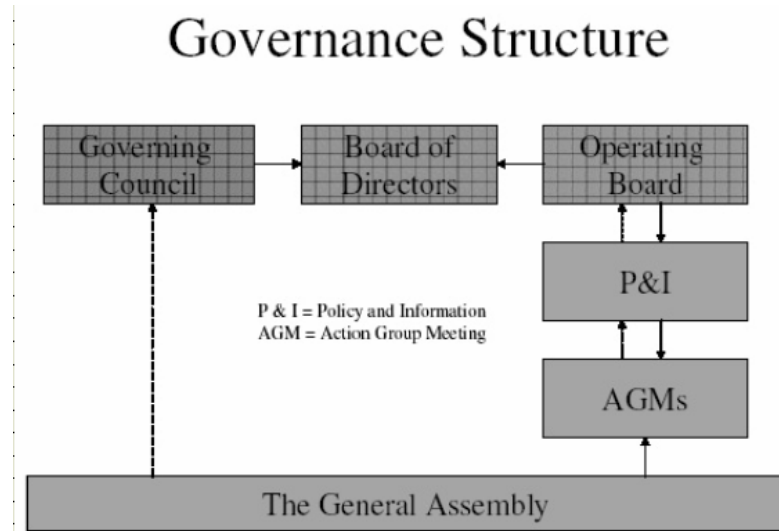 Governance Structure
Governing
Council
Board of
Directors
Operating
Board
P&I
P & I = Policy and Information
AGM = Action Group Meeting
AGMs
The General Assembly